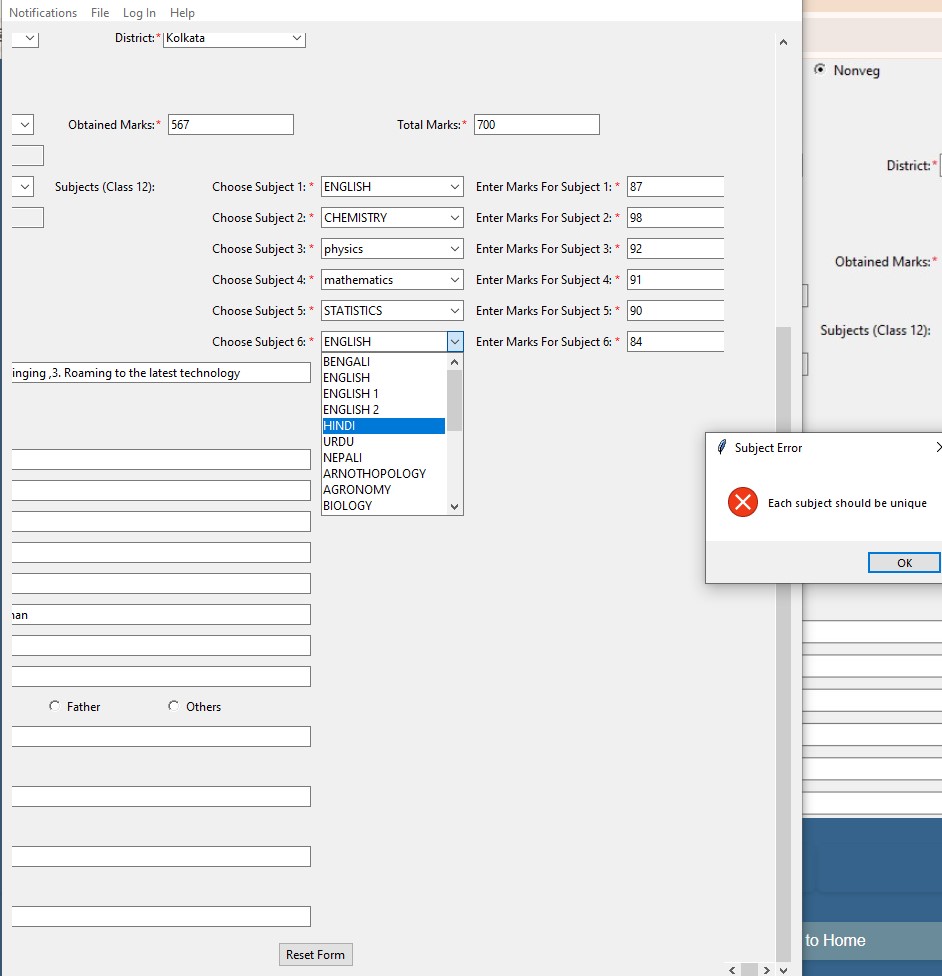 Notifications File Log In Help
District:* Kolkata
Nonveg
Obtained Marks:* 567 Total Marks:* 700
District:*
Subjects (Class 12): Choose Subject 1: * ENGLISH Enter Marks For Subject 1: * 87
Choose Subject 2: * CHEMISTRY Enter Marks For Subject 2: * 98
Choose Subject 3: * physics Enter Marks For Subject 3: * 92
Obtained Marks:*
Choose Subject 4: * mathematics Enter Marks For Subject 4: * 91
Choose Subject 5: * STATISTICS Enter Marks For Subject 5: * 90
Subjects (Class 12):
Choose Subject 6: * ENGLISH Enter Marks For Subject 6: * 84
BENGALI
ENGLISH
ENGLISH 1
ENGLISH 2
HINDI
URDU
NEPALI
ARNOTHOPOLOGY
AGRONOMY
BIOLOGY
inging ,3. Roaming to the latest technology
Subject Error
Each subject should be unique
OK
Father Others
to Home
Reset Form